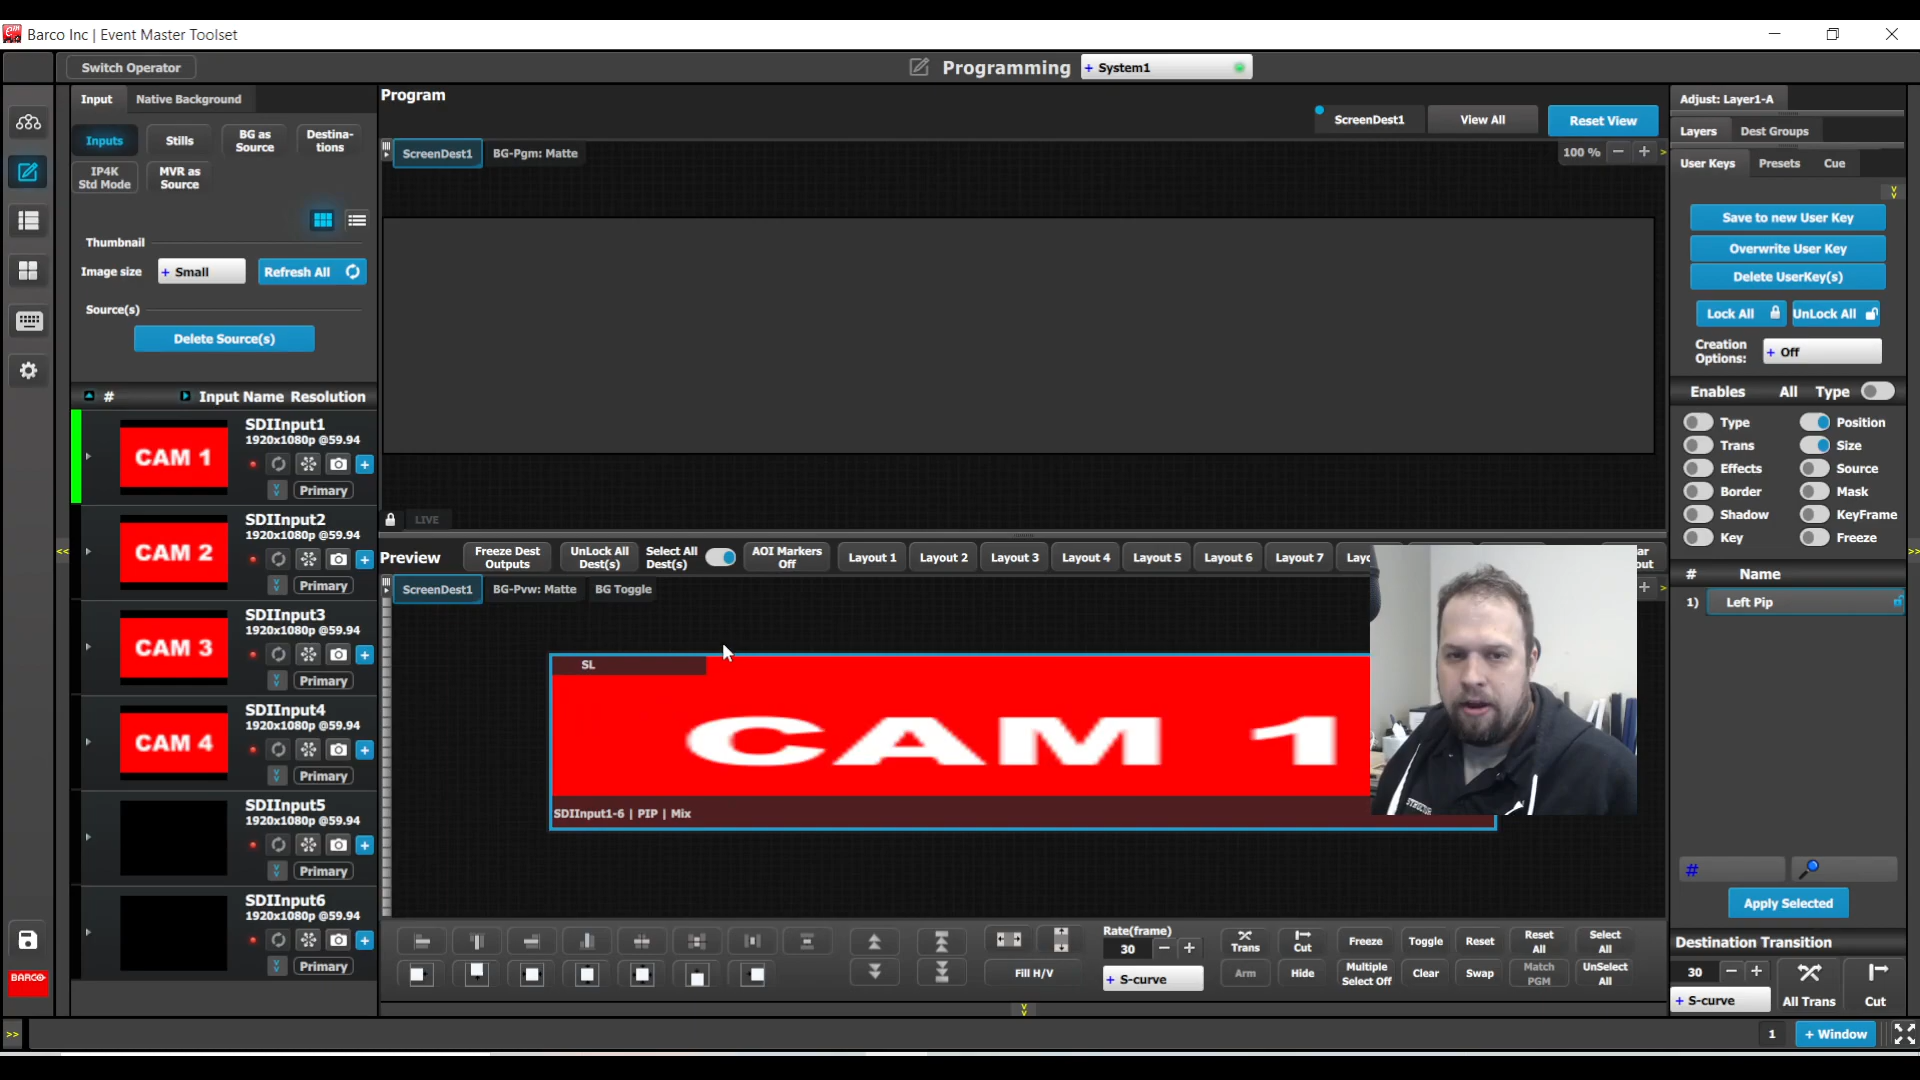 Barco Inc | Event Master Toolset
Switch Operator
Programming
+ System1
Input
Native Background
Inputs
Stills
BG as
Source
Destina-
tions
IP4K
Std Mode
MVR as
Source
Thumbnail
Image size
+ Small
Refresh All
Source(s)
Delete Source(s)
# Input Name Resolution
CAM 1
SDIInput1
1920x1080p @59.94
Primary
CAM 2
SDIInput2
1920x1080p @59.94
Primary
CAM 3
SDIInput3
1920x1080p @59.94
Primary
CAM 4
SDIInput4
1920x1080p @59.94
Primary
SDIInput5
1920x1080p @59.94
Primary
SDIInput6
1920x1080p @59.94
Primary
BARCO
Program
ScreenDest1
View All
Reset View
ScreenDest1
BG-Pgm: Matte
100 %
LIVE
Preview
Freeze Dest
Outputs
UnLock All
Dest(s)
Select All
Dest(s)
AOI Markers
Off
Layout 1
Layout 2
Layout 3
Layout 4
Layout 5
Layout 6
Layout 7
ScreenDest1
BG-Pvw: Matte
BG Toggle
SL
CAM 1
SDIInput1-6 | PIP | Mix
Fill H/V
Rate(frame)
30
+ S-curve
Trans
Arm
Cut
Hide
Freeze
Multiple
Select Off
Toggle
Clear
Reset
Swap
Reset
All
Match
PGM
Select
All
UnSelect
All
Adjust: Layer1-A
Layers
Dest Groups
User Keys
Presets
Cue
Save to new User Key
Overwrite User Key
Delete UserKey(s)
Lock All
UnLock All
Creation
Options:
+ Off
Enables
All
Type
Type
Position
Trans
Size
Effects
Source
Border
Mask
Shadow
KeyFrame
Key
Freeze
# Name
1) Left Pip
#
Apply Selected
Destination Transition
30
+ S-curve
All Trans
Cut
1
+ Window